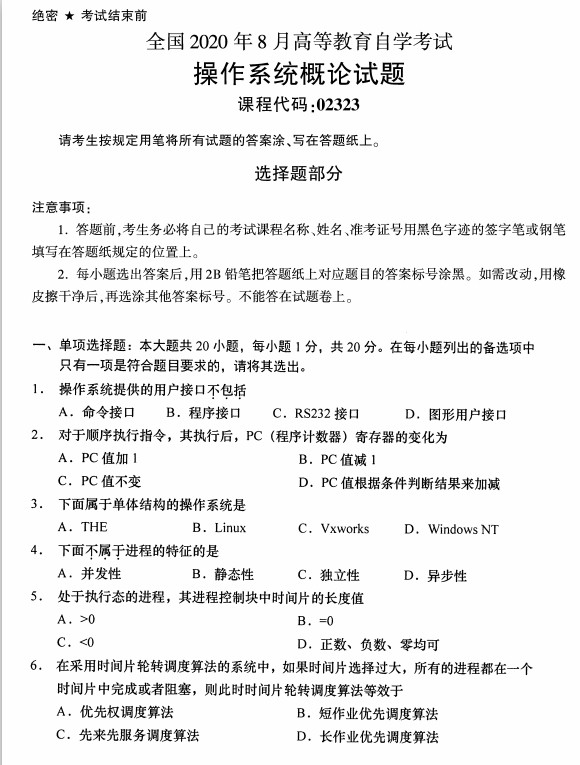 绝密 ★ 考试结束前
全国 2020 年 8 月高等教育自学考试
操作系统概论试题
课程代码:02323
请考生按规定用笔将所有试题的答案涂、写在答题纸上。
选择题部分
注意事项:
1. 答题前,考生务必将自己的考试课程名称、姓名、准考证号用黑色字迹的签字笔或钢笔
填写在答题纸规定的位置上。
2. 每小题选出答案后,用 2B 铅笔把答题纸上对应题目的答案标号涂黑。如需改动,用橡
皮擦干净后,再选涂其他答案标号。不能答在试题卷上。
一、单项选择题:本大题共 20 小题,每小题 1 分,共 20 分。在每小题列出的备选项中
只有一项是符合题目要求的,请将其选出。
1. 操作系统提供的用户接口不包括
A. 命令接口 B. 程序接口 C. RS232 接口 D. 图形用户接口
2. 对于顺序执行指令,其执行后,PC(程序计数器)寄存器的变化为
A. PC 值加 1 B. PC 值减 1
C. PC 值不变 D. PC 值根据条件判断结果来加减
3. 下面属于单体结构的操作系统是
A. THE B. Linux C. Vxworks D. Windows NT
4. 下面不属于进程的特征的是
A. 并发性 B. 静态性 C. 独立性 D. 异步性
5. 处于执行态的进程,其进程控制块中时间片的长度值
A. >0 B. =0
C. <0 D. 正数、负数、零均可
6. 在采用时间片轮转调度算法的系统中,如果时间片选择过大,所有的进程都在一个
时间片中完成或者阻塞,则此时时间片轮转调度算法等效于
A. 优先权调度算法 B. 短作业优先调度算法
C. 先来先服务调度算法 D. 长作业优先调度算法